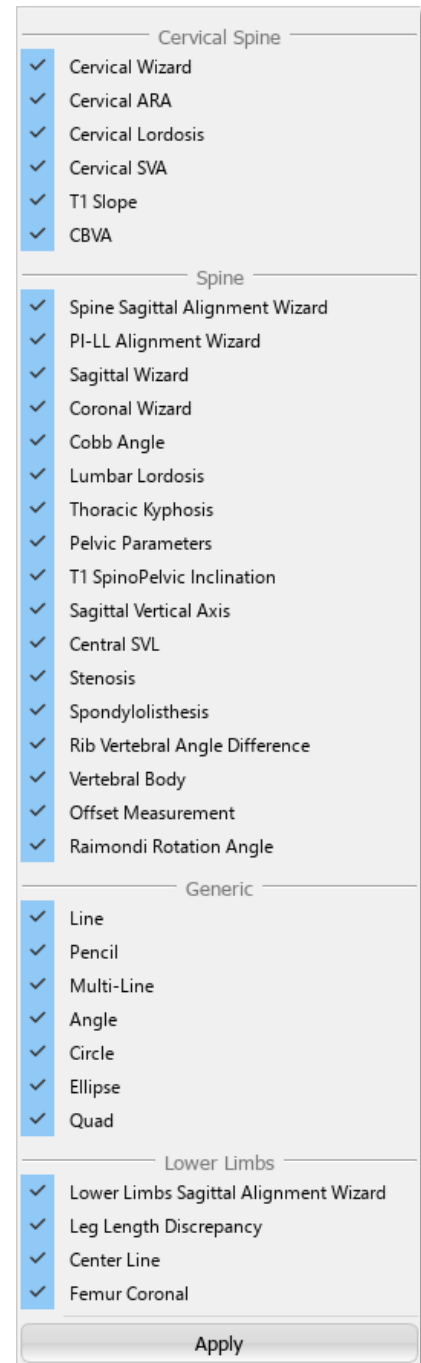 Cervical Spine
Cervical Wizard
Cervical ARA
Cervical Lordosis
Cervical SVA
T1 Slope
CBVA
Spine
Spine Sagittal Alignment Wizard
PI-LL Alignment Wizard
Sagittal Wizard
Coronal Wizard
Cobb Angle
Lumbar Lordosis
Thoracic Kyphosis
Pelvic Parameters
T1 SpinoPelvic Inclination
Sagittal Vertical Axis
Central SVL
Stenosis
Spondylolisthesis
Rib Vertebral Angle Difference
Vertebral Body
Offset Measurement
Raimondi Rotation Angle
Generic
Line
Pencil
Multi-Line
Angle
Circle
Ellipse
Quad
Lower Limbs
Lower Limbs Sagittal Alignment Wizard
Leg Length Discrepancy
Center Line
Femur Coronal
Apply